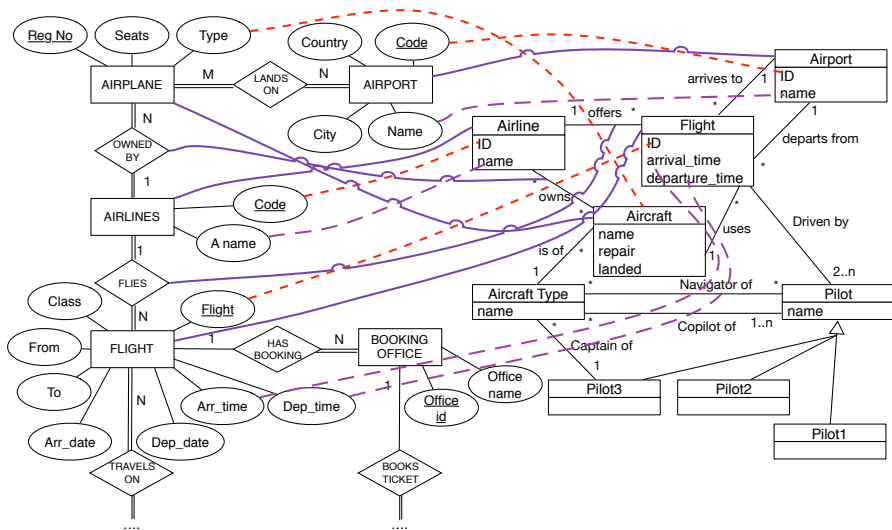 Reg No
Seats
Type
Country
Code
AIRPLANE
M
LANDS
ON
N
AIRPORT
City
Name
N
OWNED
BY
1
AIRLINES
Code
A name
1
FLIES
N
Class
Flight
From
FLIGHT
1
HAS
BOOKING
N
BOOKING
OFFICE
To
Arr_time
Dep_time
1
Office
id
Office
name
Arr_date
N
Dep_date
TRAVELS
ON
....
BOOKS
TICKET
....
Airport
ID
name
arrives to
1
*
1
departs from
*
Airline
ID
name
1
offers
*
Flight
ID
arrival_time
departure_time
*
owns
*
Aircraft
name
repair
landed
*
uses
1
is of
*
1
Driven by
2..n
Aircraft Type
name
*
Navigator of
*
Pilot
name
*
Copilot of
1..n
*
Captain of
1
Pilot3
Pilot2
Pilot1